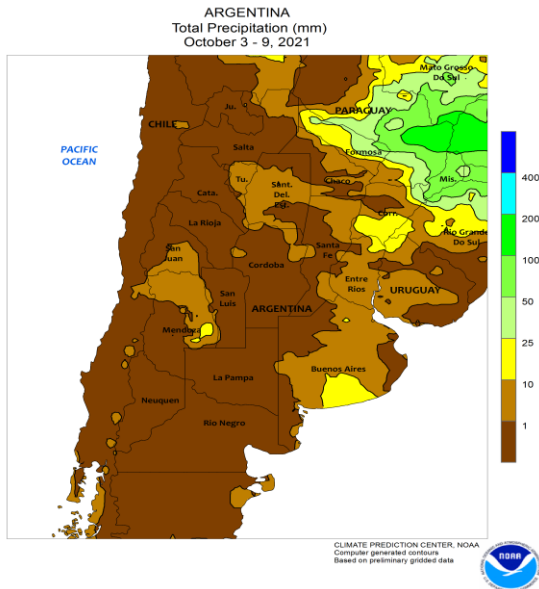 ARGENTINA
Total Precipitation (mm)
October 3 - 9, 2021
Mato Grosso
Do Sul
Ju.
PARAGUAY
CHILE
PACIFIC
OCEAN
Salta
Formosa
Tu.
Sant.
Del.
Est.
Chaco
Mis.
Cata.
Corr.
La Rioja
Rio Grande
Do Sul
San
Juan
Santa
Fe
Cordoba
Entre
Rios
URUGUAY
San
Luis
ARGENTINA
Mendoza
Buenos Aires
La Pampa
Neuquen
Rio Negro
400
200
100
50
25
10
1
CLIMATE PREDICTION CENTER, NOAA
Computer generated contours
Based on preliminary gridded data
NOAA